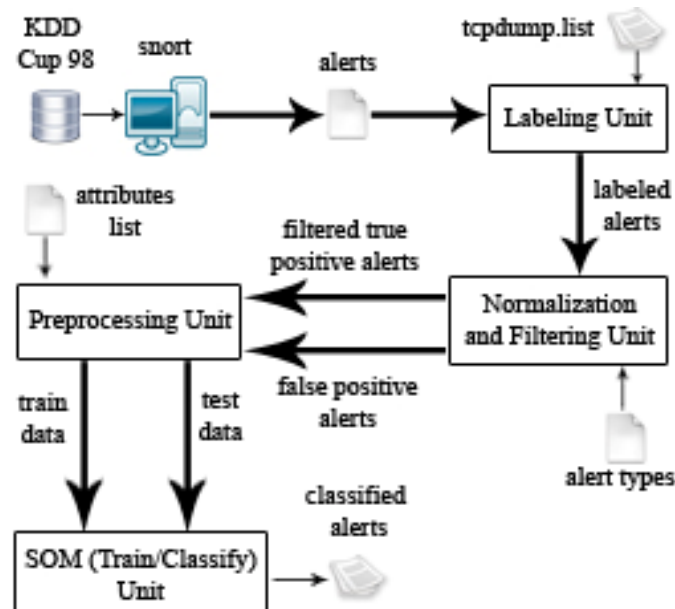 KDD
Cup 98
snort
alerts
tcpdump.list
Labeling Unit
attributes
list
labeled
alerts
filtered true
positive alerts
Preprocessing Unit
Normalization
and Filtering Unit
false positive
alerts
train
data
test
data
alert types
classified
alerts
SOM (Train/Classify)
Unit